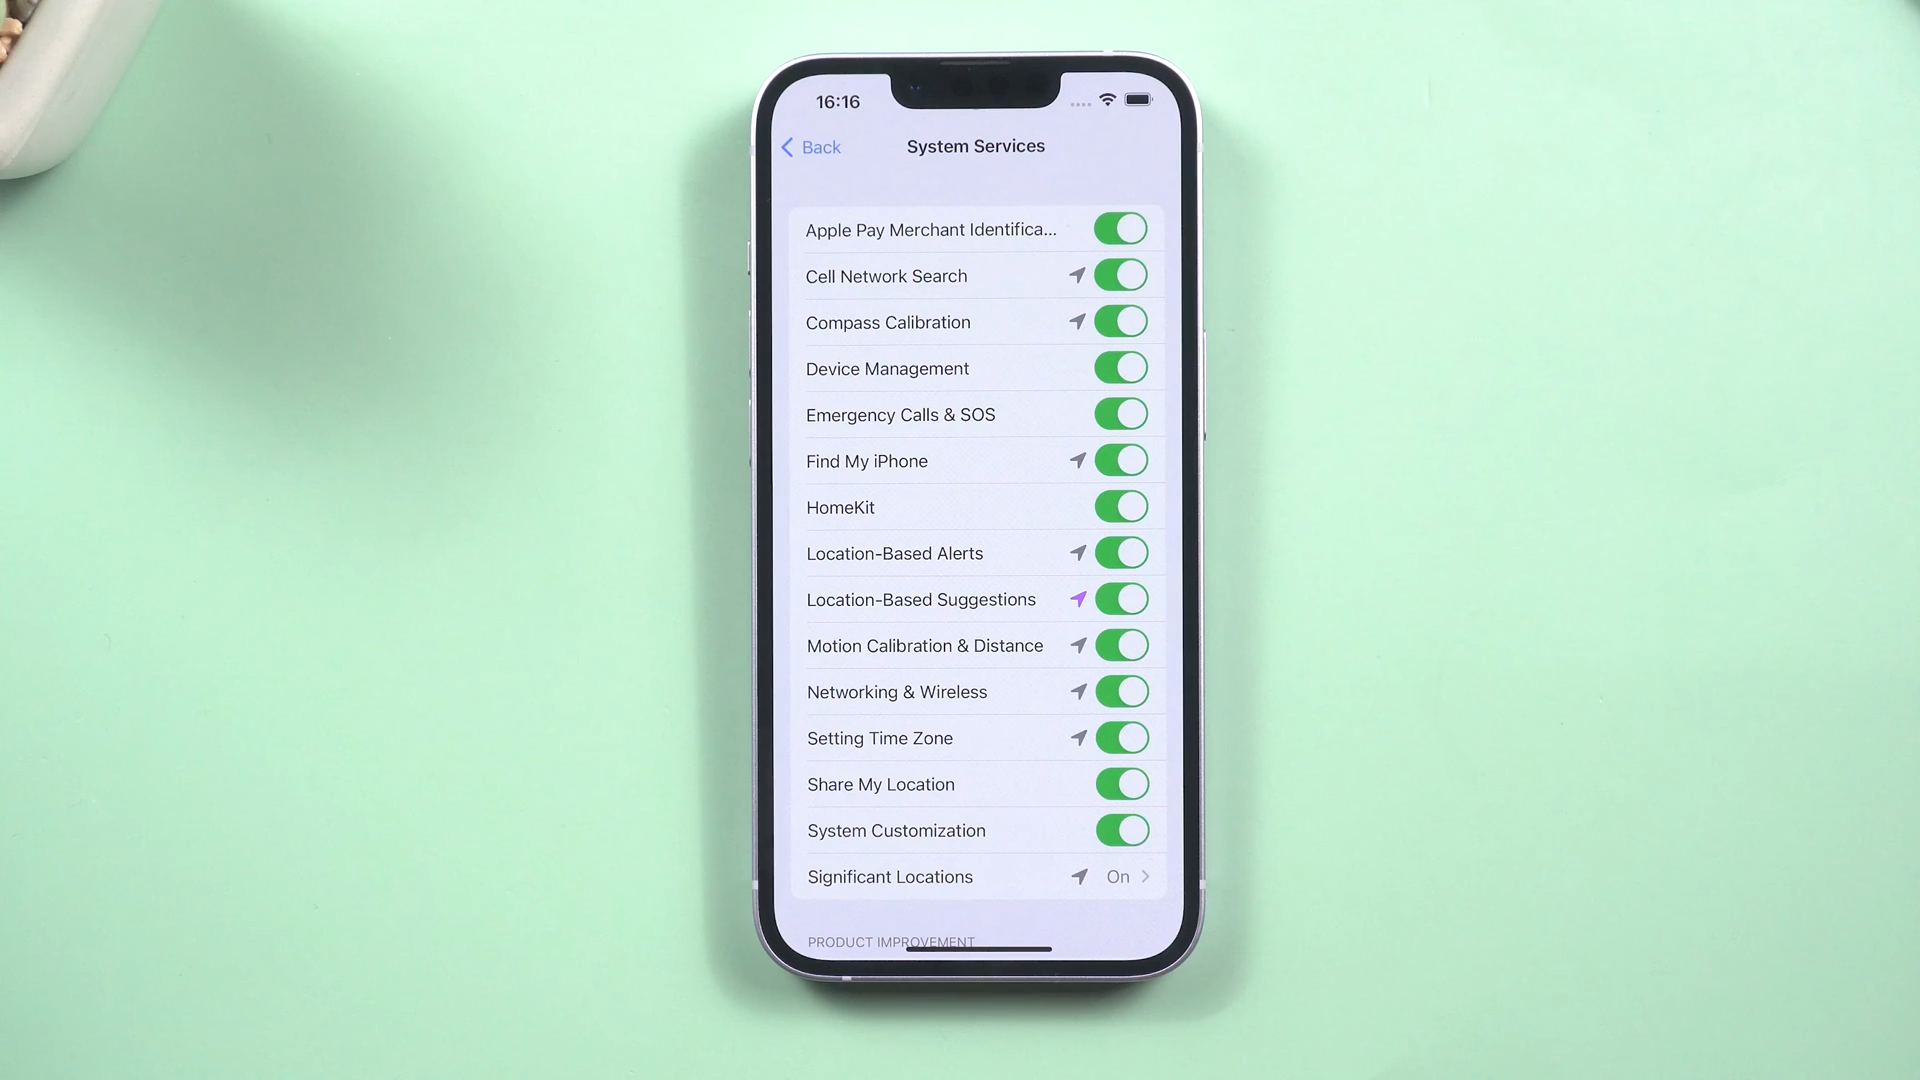 16:16
Back
System Services
Apple Pay Merchant Identifica...
Cell Network Search
Compass Calibration
Device Management
Emergency Calls & SOS
Find My iPhone
HomeKit
Location-Based Alerts
Location-Based Suggestions
Motion Calibration & Distance
Networking & Wireless
Setting Time Zone
Share My Location
System Customization
Significant Locations On
PRODUCT IMPROVEMENT